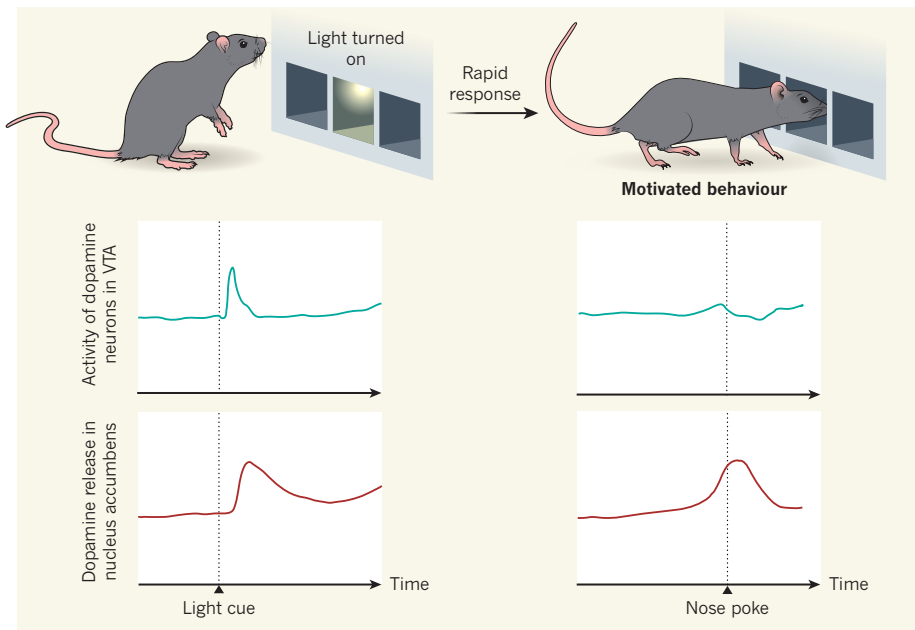 Light turned
on
Rapid
response
Motivated behaviour
Activity of dopamine
neurons in VTA
Dopamine release in
nucleus accumbens
Time
Time
Light cue
Nose poke